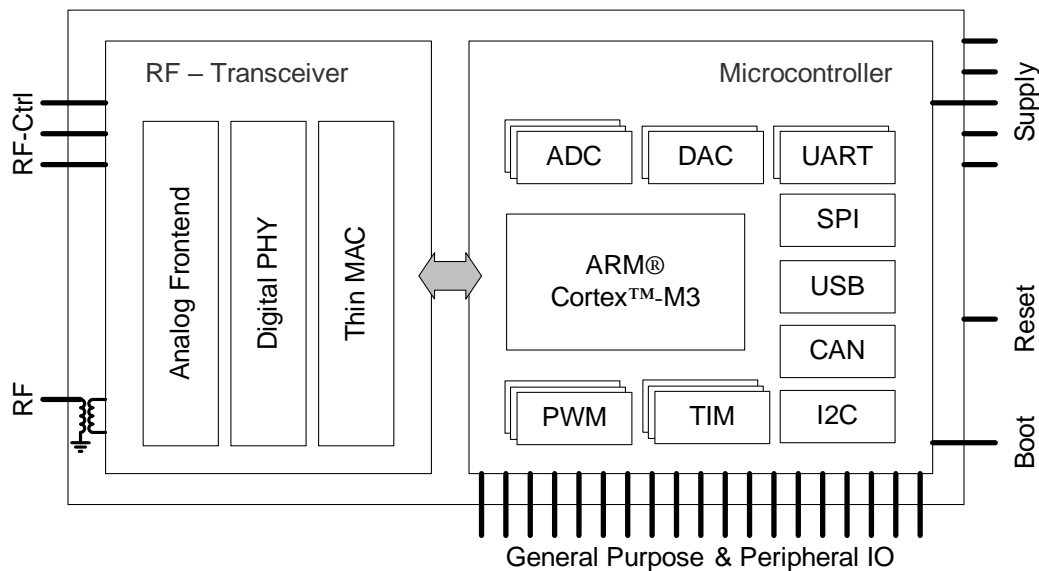 RF – Transceiver
Microcontroller
RF-Ctrl
Supply
ADC
DAC
UART
SPI
Analog Frontend
Digital PHY
Thin MAC
ARM®
Cortex™-M3
USB
Reset
CAN
RF
PWM
TIM
I2C
Boot
General Purpose & Peripheral IO